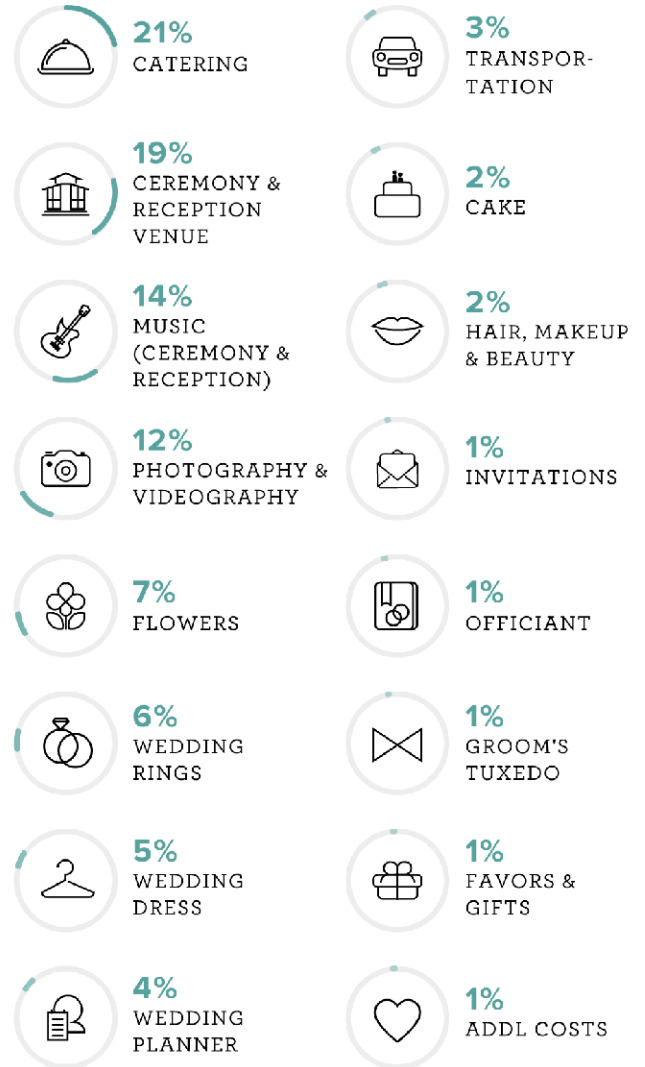 21%
CATERING
19%
CEREMONY &
RECEPTION
VENUE
14%
MUSIC
(CEREMONY &
RECEPTION)
12%
PHOTOGRAPHY &
VIDEOGRAPHY
7%
FLOWERS
6%
WEDDING
RINGS
5%
WEDDING
DRESS
4%
WEDDING
PLANNER
3%
TRANSPOR-
TATION
2%
CAKE
2%
HAIR, MAKEUP
& BEAUTY
1%
INVITATIONS
1%
OFFICIANT
1%
GROOM'S
TUXEDO
1%
FAVORS &
GIFTS
1%
ADDL COSTS